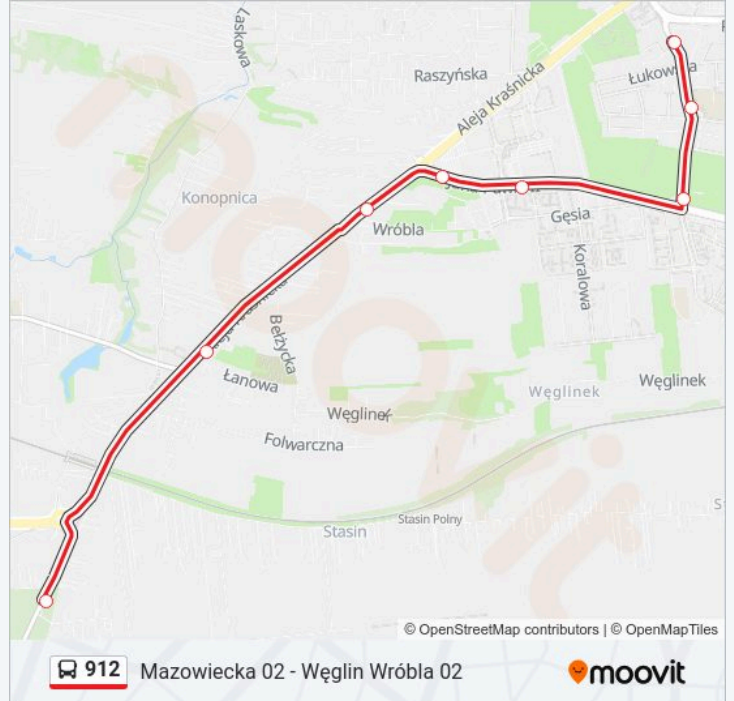 Laskowa
Raszyńska
Łukowska
Aleja Kraśnicka
Konopnica
Wróbla
Gęsia
Koralowa
Bełżycka
Łanowa
Węglinek
Węglinek
Węglinek
Folwarczna
Stasin
Stasin Polny
© OpenStreetMap contributors | © OpenMapTiles
912 Mazowiecka 02 - Węglin Wróbla 02 moovit